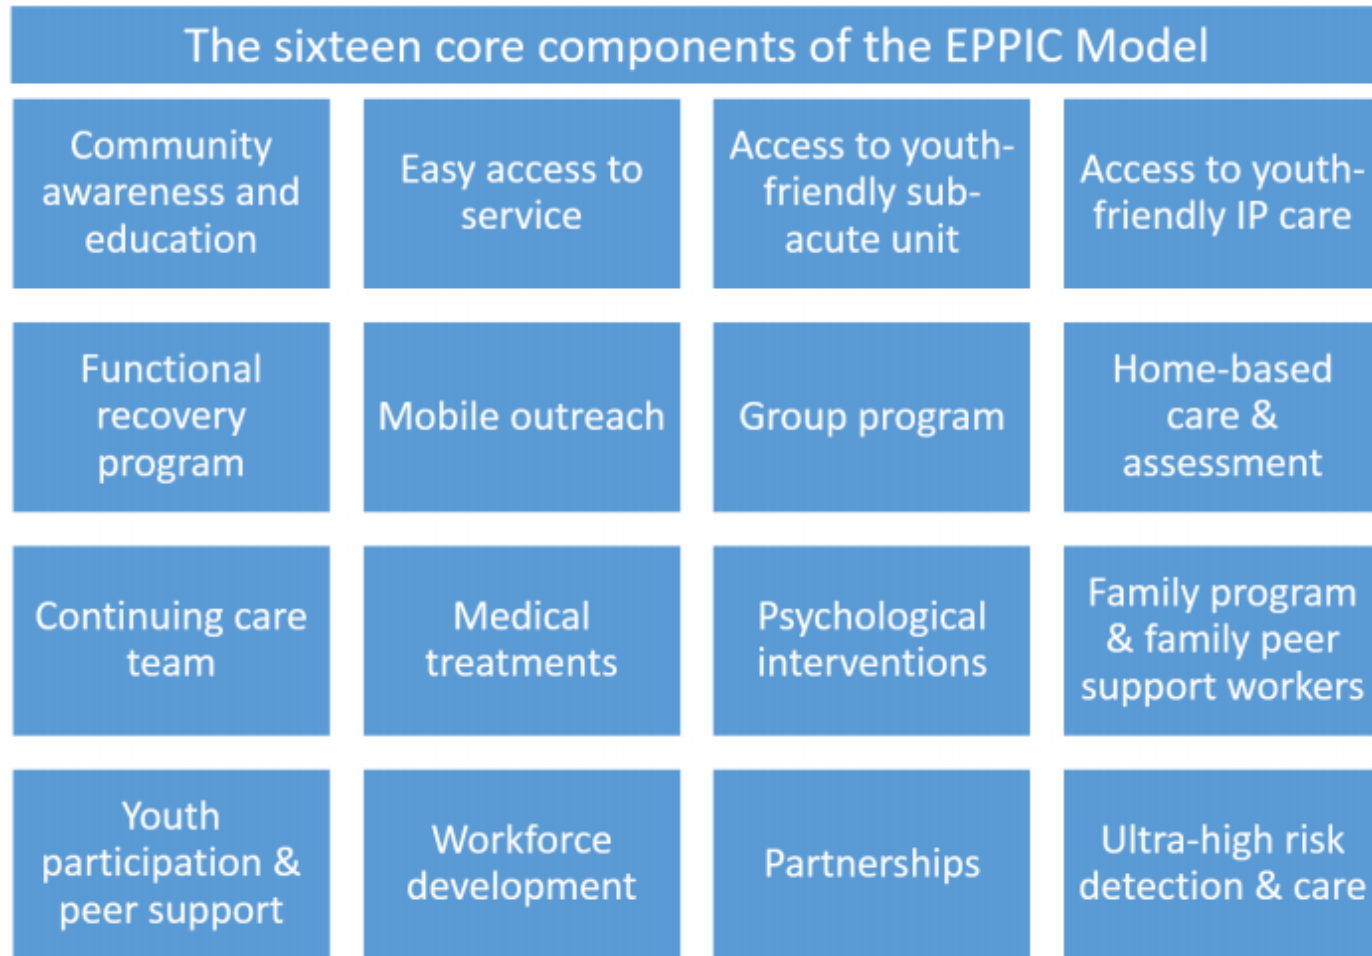 The sixteen core components of the EPPIC Model
Community
awareness and
education
Easy access to
service
Access to youth-
friendly sub-
acute unit
Access to youth-
friendly IP care
Functional
recovery
program
Mobile outreach
Group program
Home-based
care &
assessment
Continuing care
team
Medical
treatments
Psychological
interventions
Family program
& family peer
support workers
Youth
participation &
peer support
Workforce
development
Partnerships
Ultra-high risk
detection & care